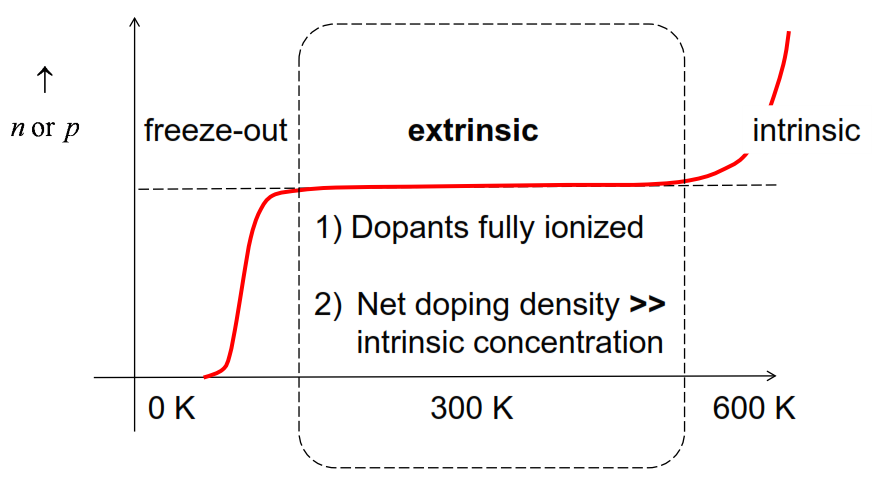 ↑
n or p
freeze-out
extrinsic
intrinsic
1) Dopants fully ionized
2) Net doping density >>
intrinsic concentration
0 K
300 K
600 K